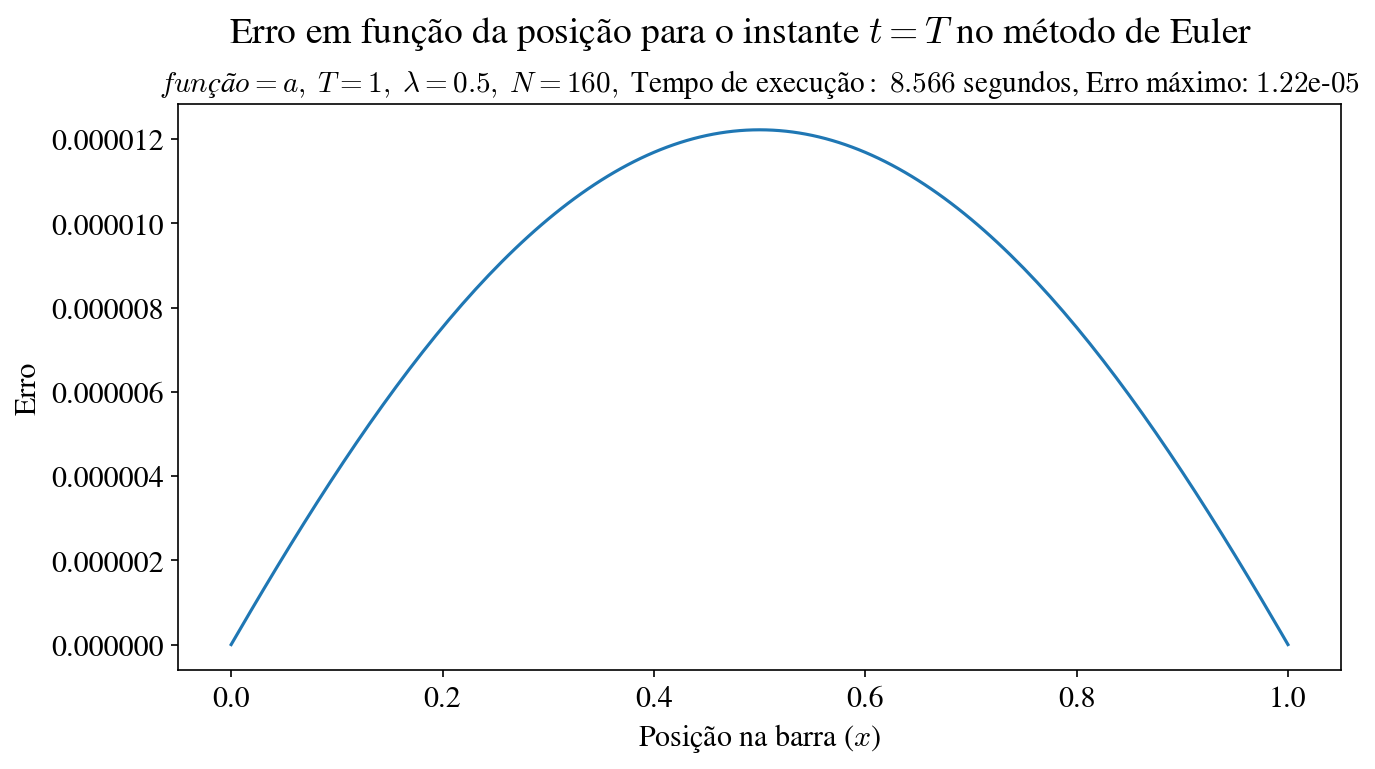 Erro em função da posição para o instante t = T no método de Euler
função = a, T = 1, λ = 0.5, N = 160, Tempo de execução : 8.566 segundos, Erro máximo: 1.22e-05
0.000012
0.000010
0.000008
0.000006
0.000004
0.000002
0.000000
Erro
0.0 0.2 0.4 0.6 0.8 1.0
Posição na barra (x)